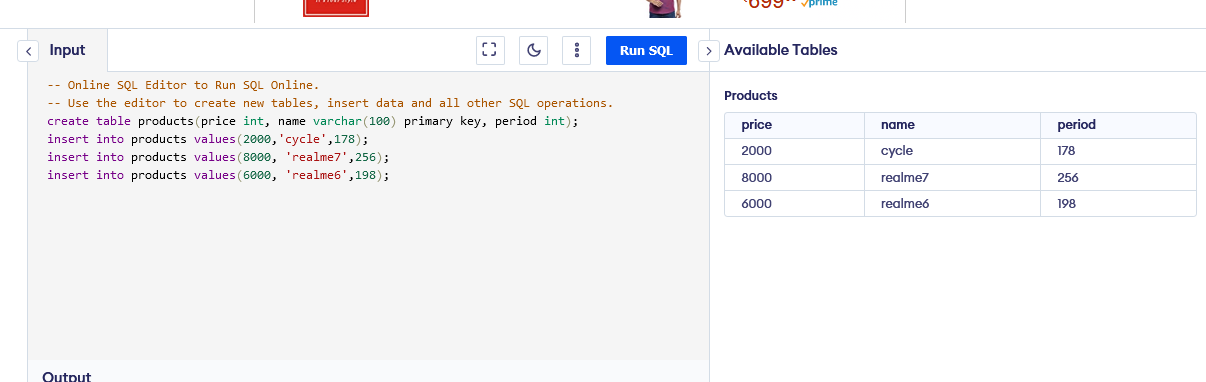 699
prime
Input
Run SQL
Available Tables
-- Online SQL Editor to Run SQL Online.
-- Use the editor to create new tables, insert data and all other SQL operations.
create table products(price int, name varchar(100) primary key, period int);
insert into products values(2000,'cycle',178);
insert into products values(8000, 'realme7',256);
insert into products values(6000, 'realme6',198);
Products
price name period
2000 cycle 178
8000 realme7 256
6000 realme6 198
Output